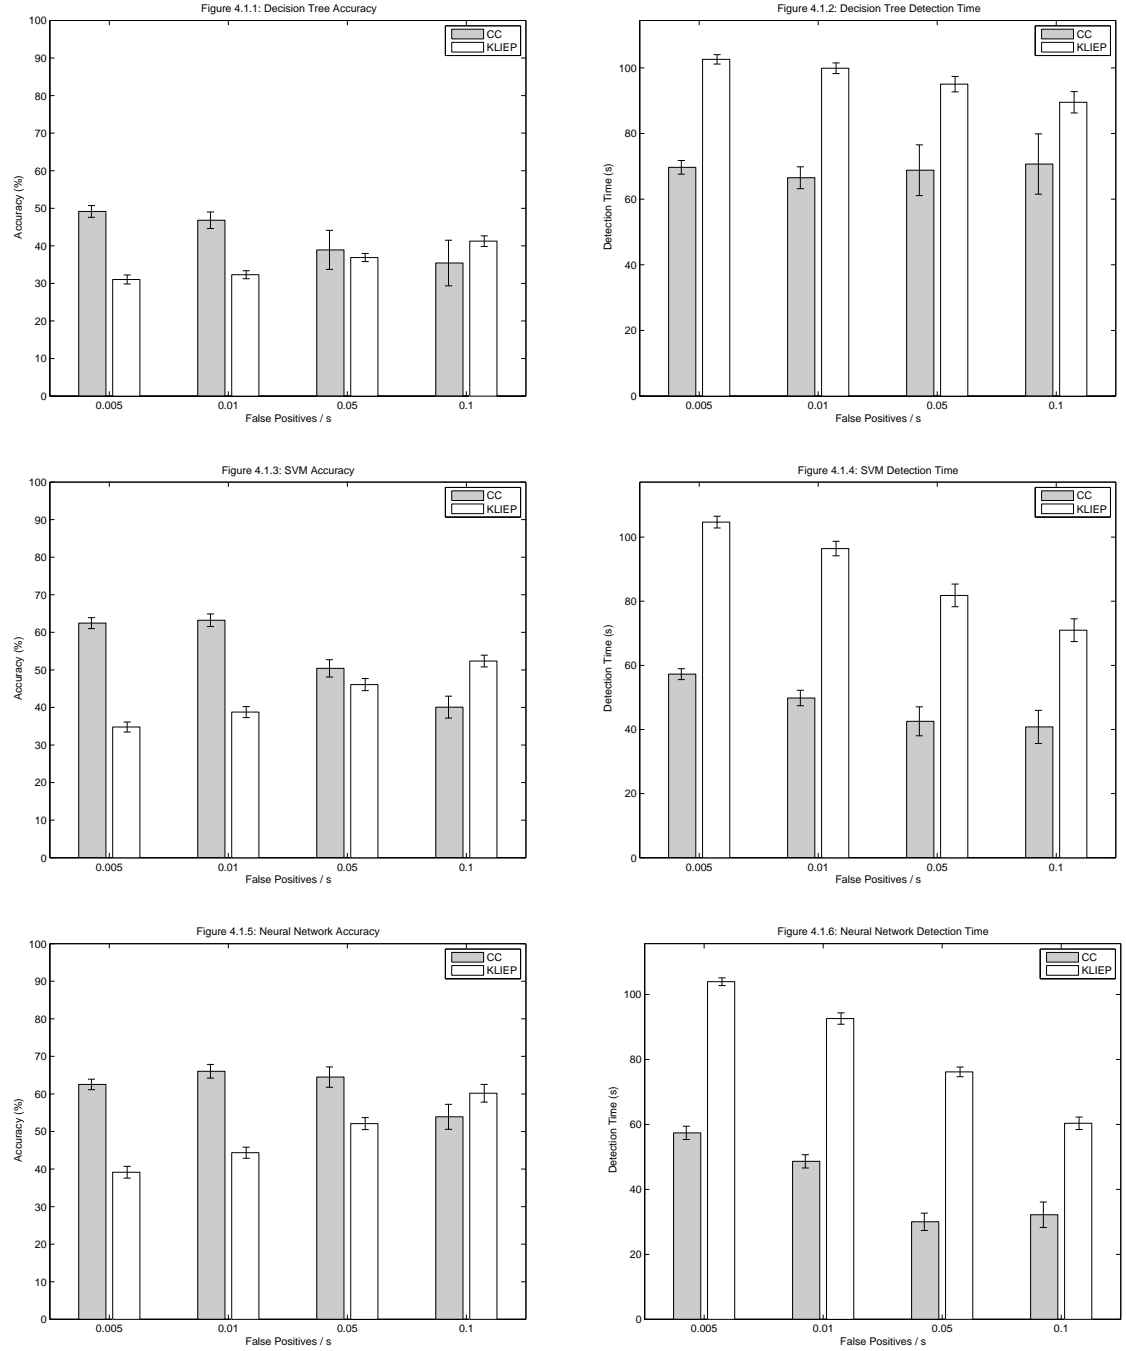 Figure 4.1.1: Decision Tree Accuracy
100
90
80
70
60
50
40
30
20
10
0
Accuracy (%)
CC
KLIEP
0.005 0.01 0.05 0.1
False Positives / s
Figure 4.1.2: Decision Tree Detection Time
100
80
60
40
20
0
Detection Time (s)
CC
KLIEP
0.005 0.01 0.05 0.1
False Positives / s
Figure 4.1.3: SVM Accuracy
100
90
80
70
60
50
40
30
20
10
0
Accuracy (%)
CC
KLIEP
0.005 0.01 0.05 0.1
False Positives / s
Figure 4.1.4: SVM Detection Time
100
80
60
40
20
0
Detection Time (s)
CC
KLIEP
0.005 0.01 0.05 0.1
False Positives / s
Figure 4.1.5: Neural Network Accuracy
100
90
80
70
60
50
40
30
20
10
0
Accuracy (%)
CC
KLIEP
0.005 0.01 0.05 0.1
False Positives / s
Figure 4.1.6: Neural Network Detection Time
100
80
60
40
20
0
Detection Time (s)
CC
KLIEP
0.005 0.01 0.05 0.1
False Positives / s